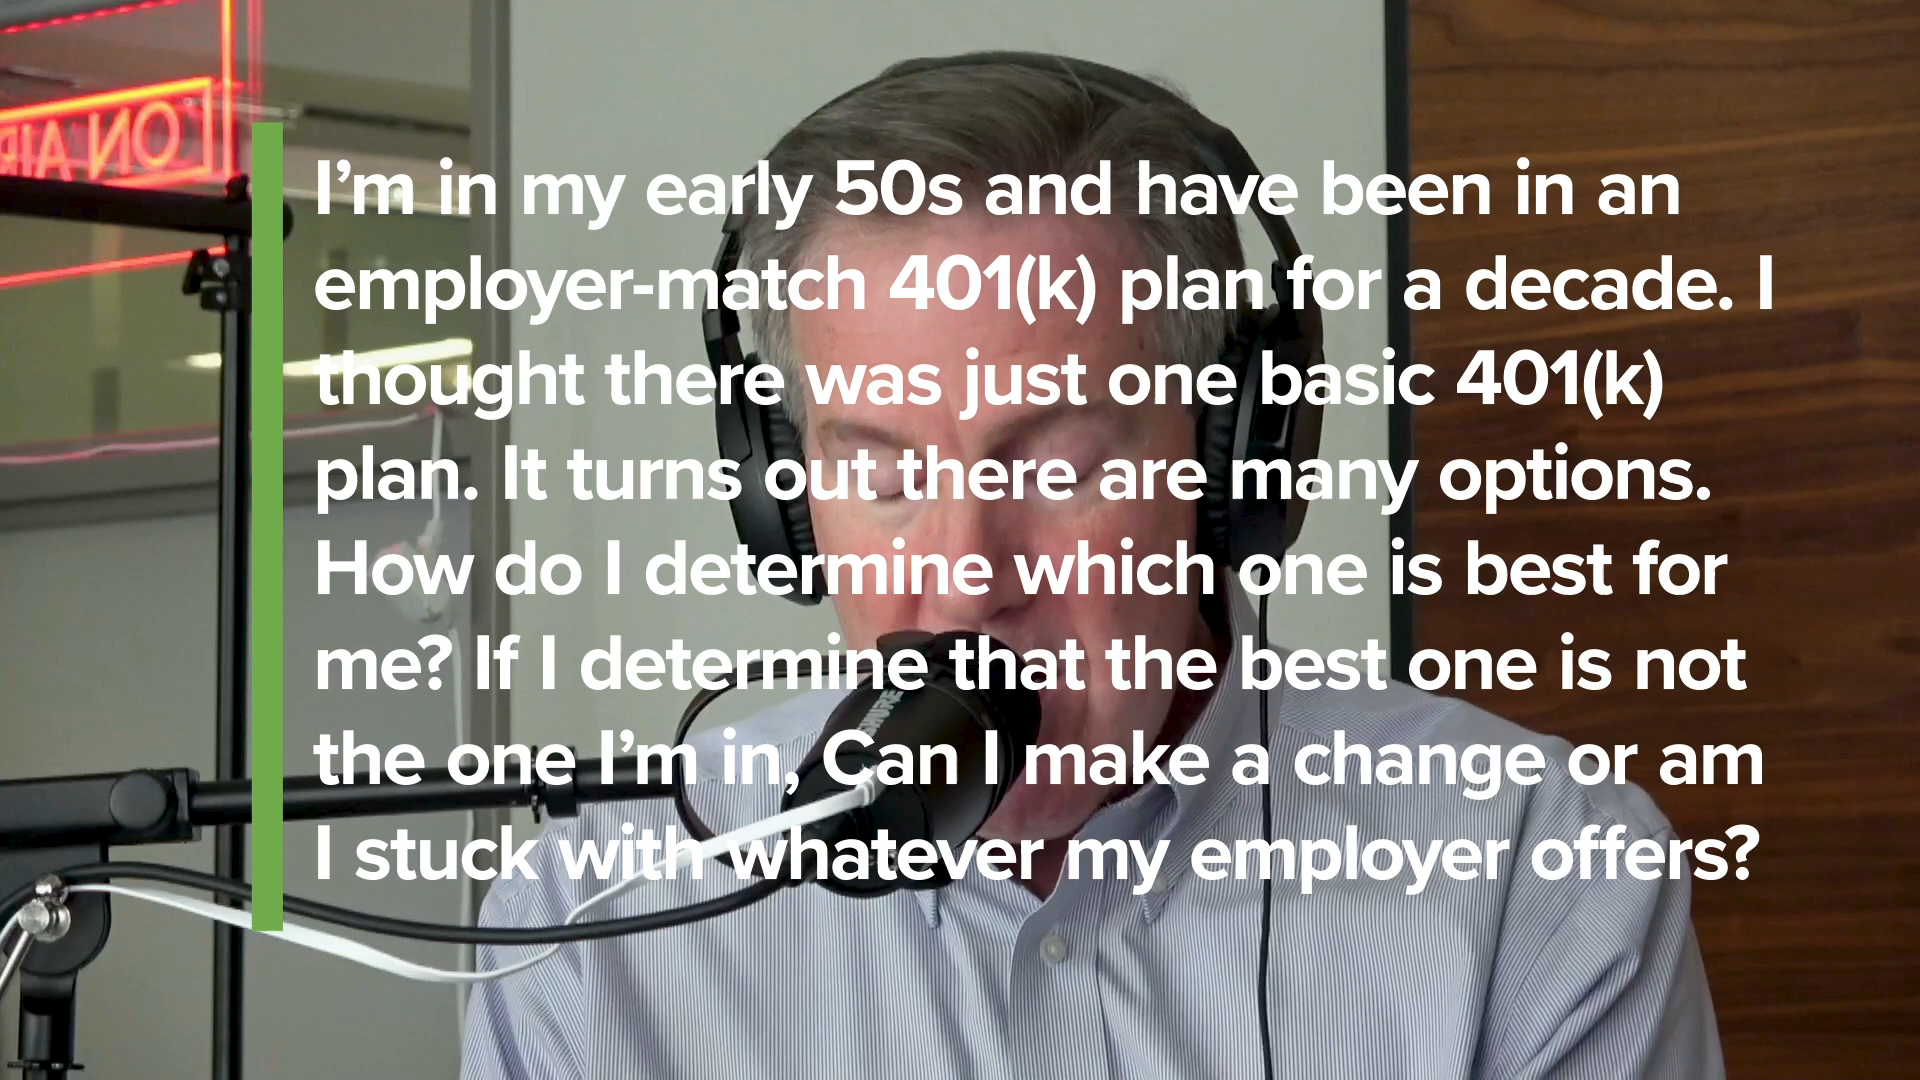 ON AIR
I’m in my early 50s and have been in an
employer-match 401(k) plan for a decade. I
thought there was just one basic 401(k)
plan. It turns out there are many options.
How do I determine which one is best for
me? If I determine that the best one is not
the one I’m in, Can I make a change or am
I stuck with whatever my employer offers?
SHURE